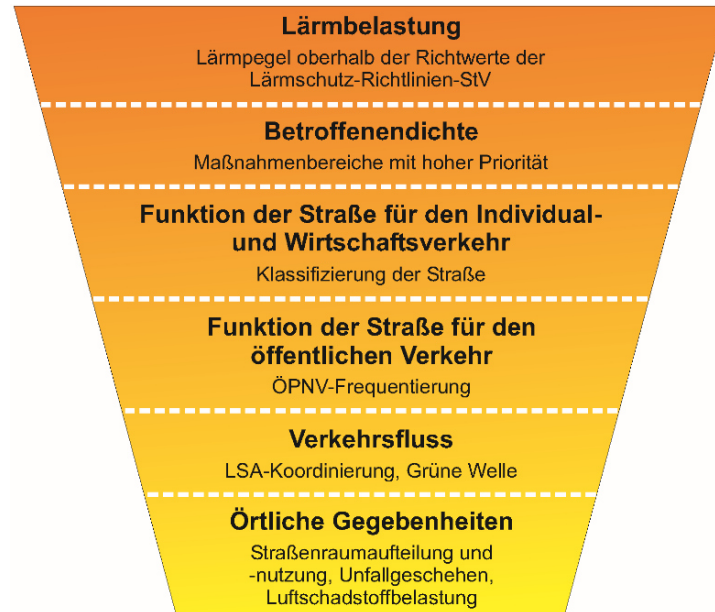 Lärmbelastung
Lärmpegel oberhalb der Richtwerte der
Lärmschutz-Richtlinien-StV
Betroffenendichte
Maßnahmenbereiche mit hoher Priorität
Funktion der Straße für den Individual-
und Wirtschaftsverkehr
Klassifizierung der Straße
Funktion der Straße für den
öffentlichen Verkehr
ÖPNV-Frequentierung
Verkehrsfluss
LSA-Koordinierung, Grüne Welle
Örtliche Gegebenheiten
Straßenraumaufteilung und
-nutzung, Unfallgeschehen,
Luftschadstoffbelastung